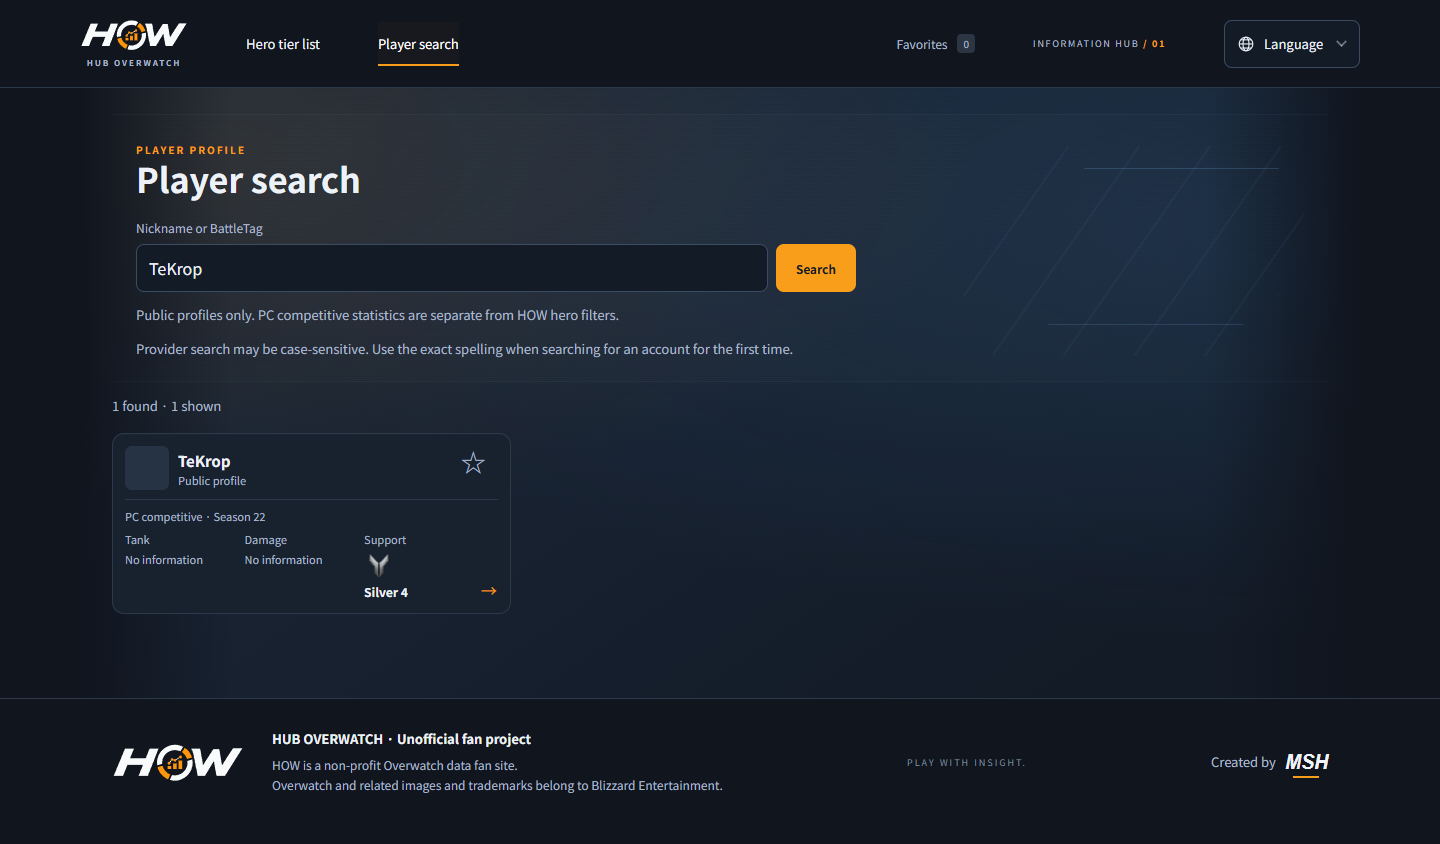 HOW
HUB OVERWATCH
Hero tier list
Player search
Favorites 0
INFORMATION HUB / 01
Language
PLAYER PROFILE
Player search
Nickname or BattleTag
TeKrop
Search
Public profiles only. PC competitive statistics are separate from HOW hero filters.
Provider search may be case-sensitive. Use the exact spelling when searching for an account for the first time.
1 found · 1 shown
TeKrop
Public profile
PC competitive · Season 22
Tank
No information
Damage
No information
Support
Silver 4
HOW
HUB OVERWATCH · Unofficial fan project
HOW is a non-profit Overwatch data fan site.
Overwatch and related images and trademarks belong to Blizzard Entertainment.
PLAY WITH INSIGHT.
Created by MSH